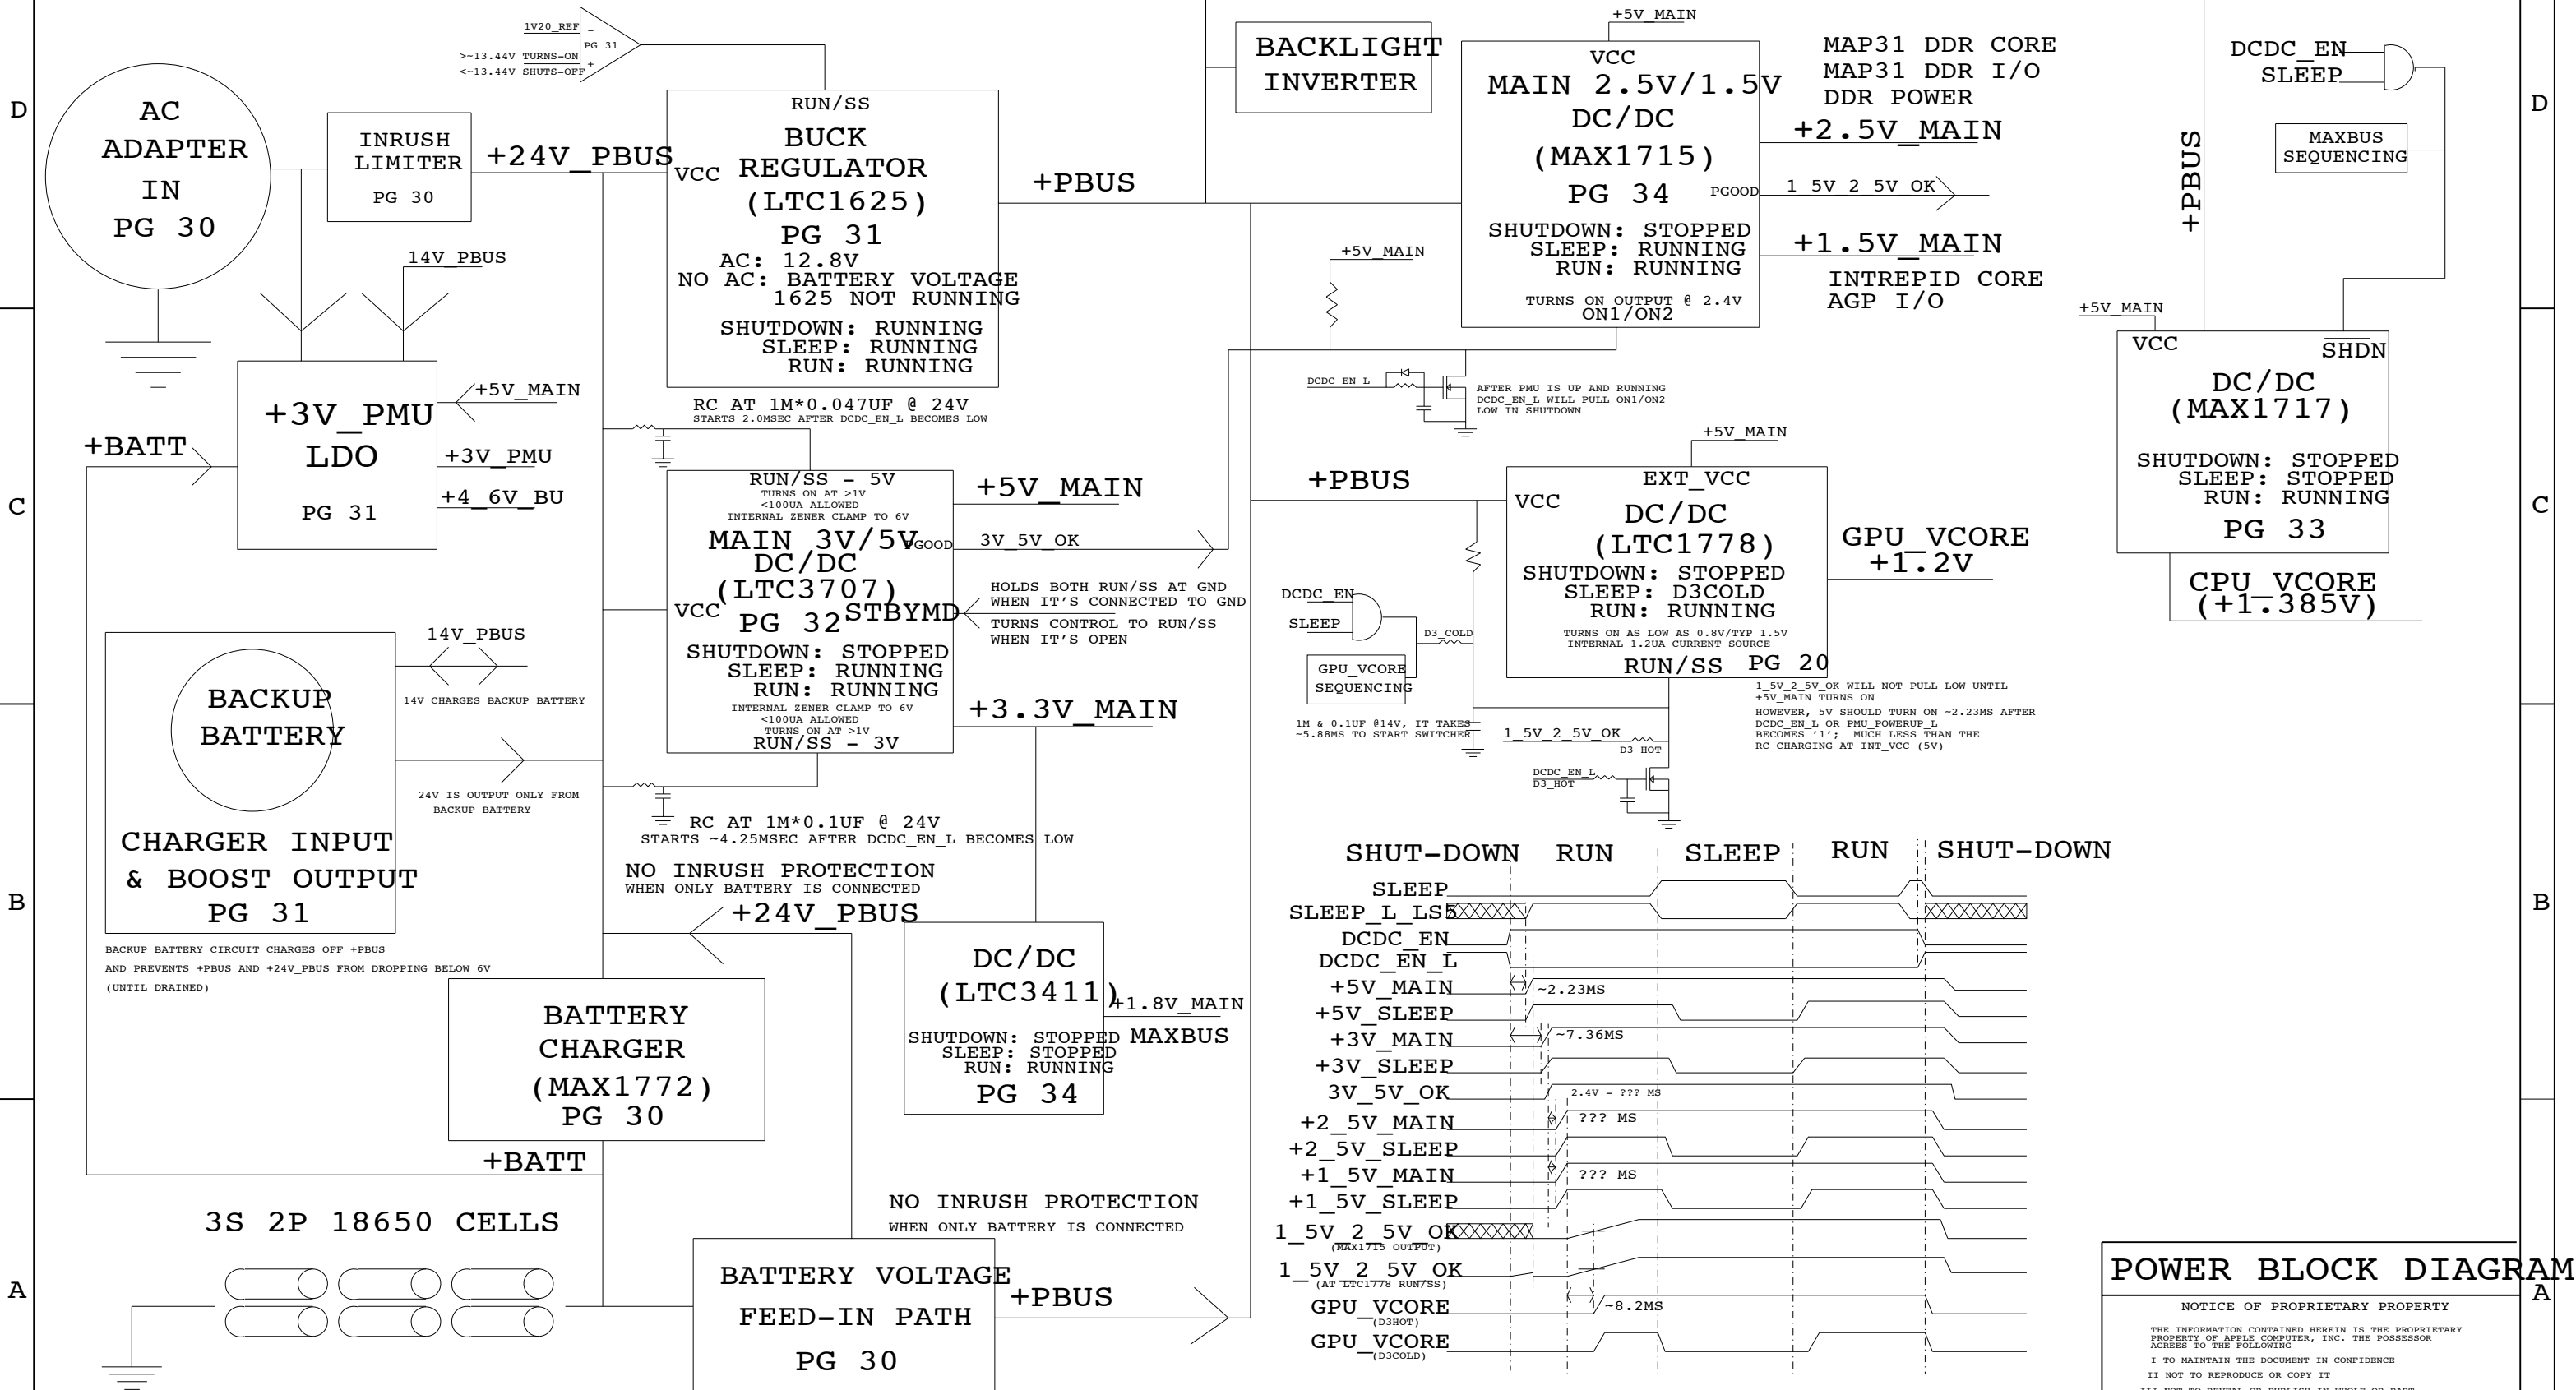 D
AC
ADAPTER
IN
PG 30
INRUSH
LIMITER
PG 30
+24V_PBUS
1V20_REF
-
PG 31
>~13.44V TURNS-ON
+
<~13.44V SHUTS-OFF
RUN/SS
BUCK
REGULATOR
VCC
(LTC1625)
PG 31
AC: 12.8V
NO AC: BATTERY VOLTAGE
1625 NOT RUNNING
SHUTDOWN: RUNNING
SLEEP: RUNNING
RUN: RUNNING
+PBUS
BACKLIGHT
INVERTER
+5V_MAIN
VCC
MAIN 2.5V/1.5V
DC/DC
(MAX1715)
PG 34
PGOOD
SHUTDOWN: STOPPED
SLEEP: RUNNING
RUN: RUNNING
TURNS ON OUTPUT @ 2.4V
ON1/ON2
MAP31 DDR CORE
MAP31 DDR I/O
DDR POWER
+2.5V_MAIN
1_5V_2_5V_OK
+1.5V_MAIN
INTREPID CORE
AGP I/O
+PBUS
DCDC_EN
SLEEP
MAXBUS
SEQUENCING
D
14V_PBUS
+5V_MAIN
+5V_MAIN
VCC
SHDN
DC/DC
(MAX1717)
SHUTDOWN: STOPPED
SLEEP: STOPPED
RUN: RUNNING
PG 33
CPU_VCORE
(+1.385V)
C
+BATT
+3V_PMU
LDO
PG 31
+5V_MAIN
+3V_PMU
+4_6V_BU
RC AT 1M*0.047UF @ 24V
STARTS 2.0MSEC AFTER DCDC_EN_L BECOMES LOW
RUN/SS - 5V
TURNS ON AT >1V
<100UA ALLOWED
INTERNAL ZENER CLAMP TO 6V
MAIN 3V/5V
PGOOD
DC/DC
(LTC3707)
VCC
STBYMD
PG 32
SHUTDOWN: STOPPED
SLEEP: RUNNING
RUN: RUNNING
INTERNAL ZENER CLAMP TO 6V
<100UA ALLOWED
TURNS ON AT >1V
RUN/SS - 3V
+5V_MAIN
3V_5V_OK
HOLDS BOTH RUN/SS AT GND
WHEN IT'S CONNECTED TO GND
TURNS CONTROL TO RUN/SS
WHEN IT'S OPEN
+3.3V_MAIN
DCDC_EN_L
AFTER PMU IS UP AND RUNNING
DCDC_EN_L WILL PULL ON1/ON2
LOW IN SHUTDOWN
+5V_MAIN
+PBUS
EXT_VCC
VCC
DC/DC
(LTC1778)
SHUTDOWN: STOPPED
SLEEP: D3COLD
RUN: RUNNING
TURNS ON AS LOW AS 0.8V/TYP 1.5V
INTERNAL 1.2UA CURRENT SOURCE
RUN/SS
PG 20
GPU_VCORE
+1.2V
DCDC_EN
SLEEP
D3_COLD
GPU_VCORE
SEQUENCING
1M & 0.1UF @14V, IT TAKES
~5.88MS TO START SWITCHER
1_5V_2_5V_OK
D3_HOT
DCDC_EN_L
D3_HOT
1_5V_2_5V_OK WILL NOT PULL LOW UNTIL
+5V_MAIN TURNS ON
HOWEVER, 5V SHOULD TURN ON ~2.23MS AFTER
DCDC_EN_L OR PMU_POWERUP_L
BECOMES '1'; MUCH LESS THAN THE
RC CHARGING AT INT_VCC (5V)
C
BACKUP
BATTERY
CHARGER INPUT
& BOOST OUTPUT
PG 31
14V_PBUS
14V CHARGES BACKUP BATTERY
24V IS OUTPUT ONLY FROM
BACKUP BATTERY
BACKUP BATTERY CIRCUIT CHARGES OFF +PBUS
AND PREVENTS +PBUS AND +24V_PBUS FROM DROPPING BELOW 6V
(UNTIL DRAINED)
B
RC AT 1M*0.1UF @ 24V
STARTS ~4.25MSEC AFTER DCDC_EN_L BECOMES LOW
NO INRUSH PROTECTION
WHEN ONLY BATTERY IS CONNECTED
+24V_PBUS
BATTERY
CHARGER
(MAX1772)
PG 30
DC/DC
(LTC3411)
SHUTDOWN: STOPPED
SLEEP: STOPPED
RUN: RUNNING
PG 34
+1.8V_MAIN
MAXBUS
+BATT
SHUT-DOWN
RUN
SLEEP
RUN
SHUT-DOWN
SLEEP
SLEEP_L_LS5
DCDC_EN
DCDC_EN_L
+5V_MAIN
~2.23MS
+5V_SLEEP
+3V_MAIN
~7.36MS
+3V_SLEEP
3V_5V_OK
2.4V - ??? MS
+2_5V_MAIN
??? MS
+2_5V_SLEEP
+1_5V_MAIN
??? MS
+1_5V_SLEEP
1_5V_2_5V_OK
(MAX1715 OUTPUT)
1_5V_2_5V_OK
(AT LTC1778 RUN/SS)
GPU_VCORE
~8.2MS
(D3HOT)
GPU_VCORE
(D3COLD)
B
A
3S 2P 18650 CELLS
NO INRUSH PROTECTION
WHEN ONLY BATTERY IS CONNECTED
BATTERY VOLTAGE
FEED-IN PATH
PG 30
+PBUS
POWER BLOCK DIAGRAM
A
NOTICE OF PROPRIETARY PROPERTY
THE INFORMATION CONTAINED HEREIN IS THE PROPRIETARY
PROPERTY OF APPLE COMPUTER, INC. THE POSSESSOR
AGREES TO THE FOLLOWING
I TO MAINTAIN THE DOCUMENT IN CONFIDENCE
II NOT TO REPRODUCE OR COPY IT
III NOT TO REVEAL OR PUBLISH IN WHOLE OR PART